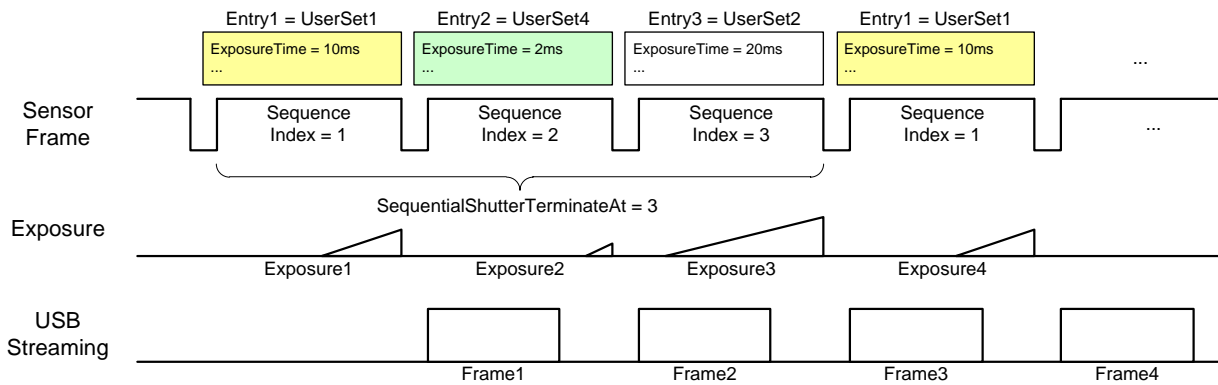 Entry1 = UserSet1
Entry2 = UserSet4
Entry3 = UserSet2
Entry1 = UserSet1
ExposureTime = 10ms
...
ExposureTime = 2ms
...
ExposureTime = 20ms
...
ExposureTime = 10ms
...
...
Sensor
Frame
Sequence
Index = 1
Sequence
Index = 2
Sequence
Index = 3
Sequence
Index = 1
...
SequentialShutterTerminateAt = 3
Exposure
Exposure1
Exposure2
Exposure3
Exposure4
USB
Streaming
Frame1
Frame2
Frame3
Frame4